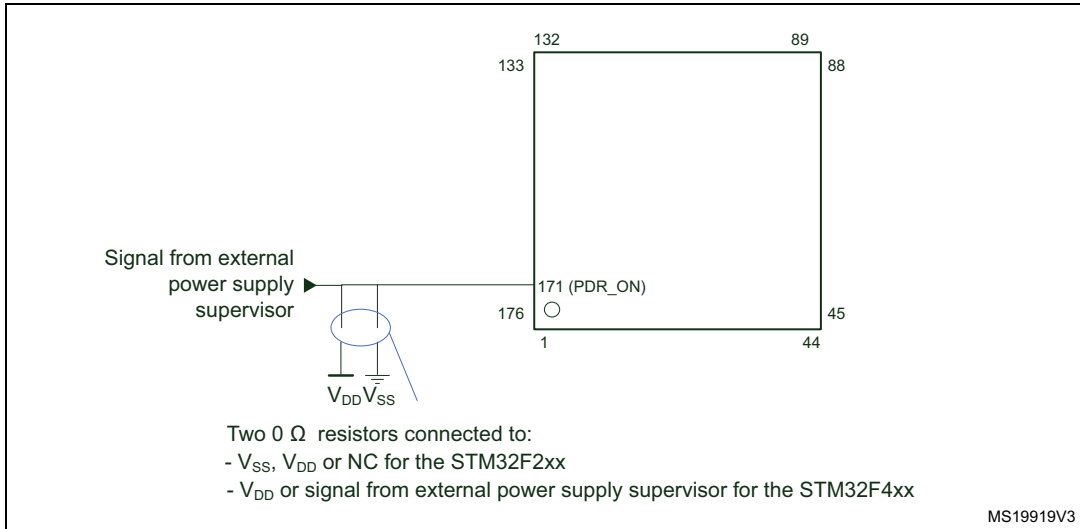 132
89
133
88
Signal from external
power supply
supervisor
171 (PDR_ON)
176
45
1
44
VDD VSS
Two 0 Ω resistors connected to:
- VSS, VDD or NC for the STM32F2xx
- VDD or signal from external power supply supervisor for the STM32F4xx
MS19919V3